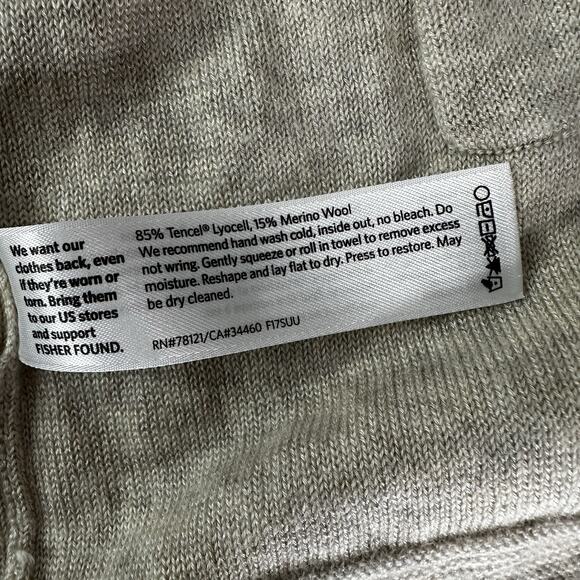 We want our
clothes back, even
if they're worn or
torn. Bring them
to our US stores
and support
FISHER FOUND.
85% Tencel® Lyocell, 15% Merino Wool
We recommend hand wash cold, inside out, no bleach. Do
not wring. Gently squeeze or roll in towel to remove excess
moisture. Reshape and lay flat to dry. Press to restore. May
be dry cleaned.
RN#78121/CA#34460 F17SUU